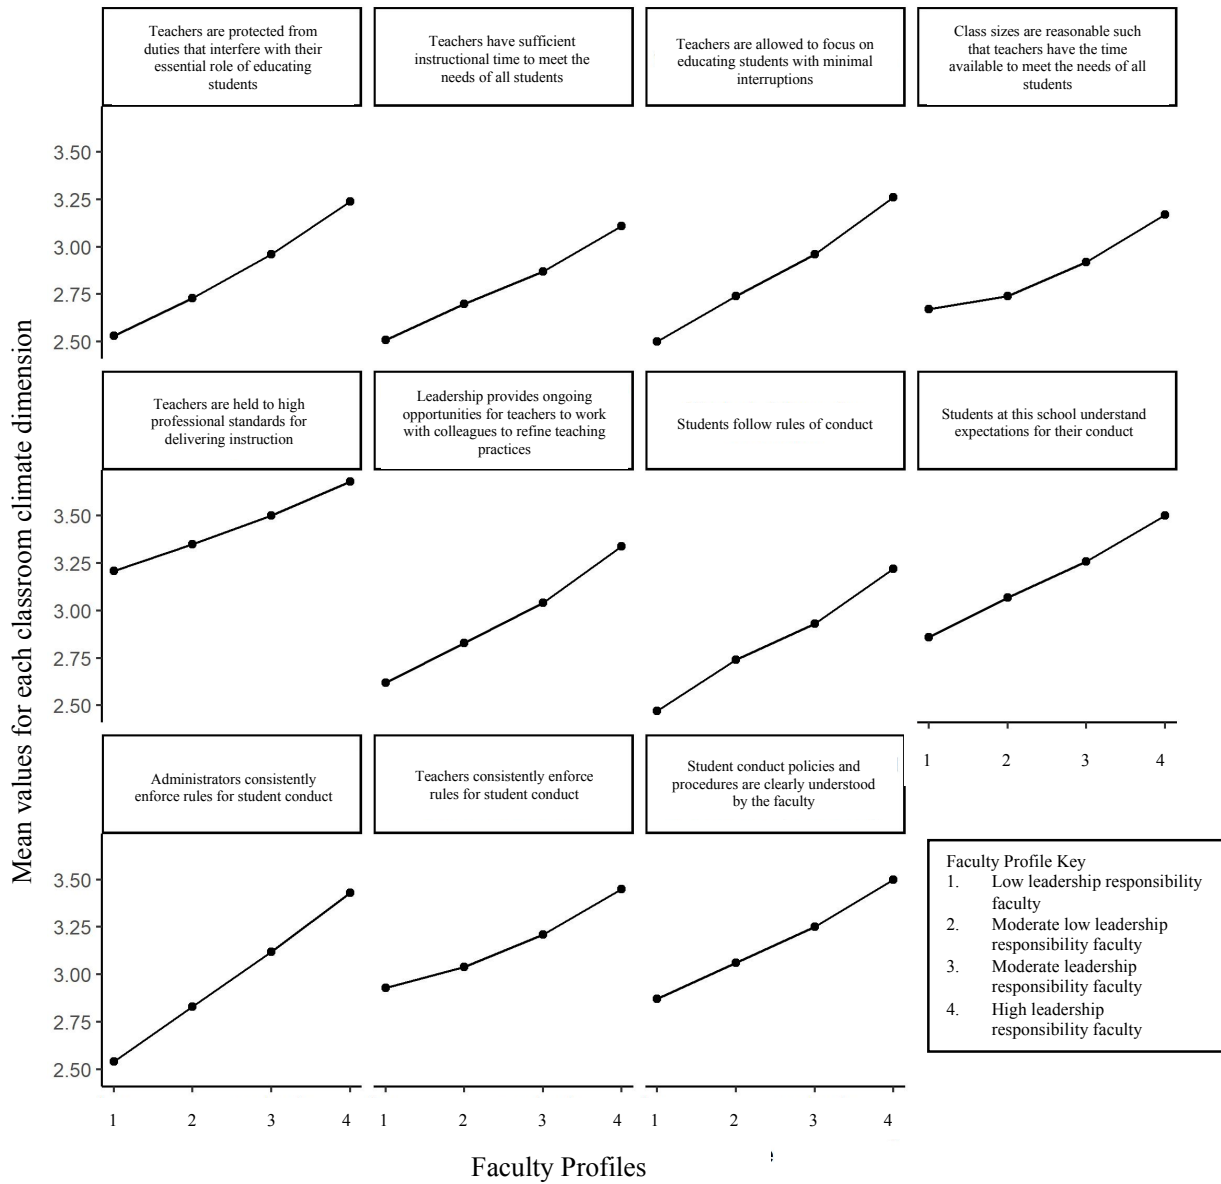 Teachers are protected from
duties that interfere with their
essential role of educating
students
Teachers have sufficient
instructional time to meet the
needs of all students
Teachers are allowed to focus on
educating students with minimal
interruptions
Class sizes are reasonable such
that teachers have the time
available to meet the needs of all
students
3.50
3.25
3.00
2.75
2.50
Mean values for each classroom climate dimension
Teachers are held to high
professional standards for
delivering instruction
Leadership provides ongoing
opportunities for teachers to work
with colleagues to refine teaching
practices
Students follow rules of conduct
Students at this school understand
expectations for their conduct
3.50
3.25
3.00
2.75
2.50
1 2 3 4
Administrators consistently
enforce rules for student conduct
Teachers consistently enforce
rules for student conduct
Student conduct policies and
procedures are clearly understood
by the faculty
3.50
3.25
3.00
2.75
2.50
1 2 3 4
1 2 3 4
1 2 3 4
Faculty Profiles
Faculty Profile Key
1. Low leadership responsibility
faculty
2. Moderate low leadership
responsibility faculty
3. Moderate leadership
responsibility faculty
4. High leadership
responsibility faculty